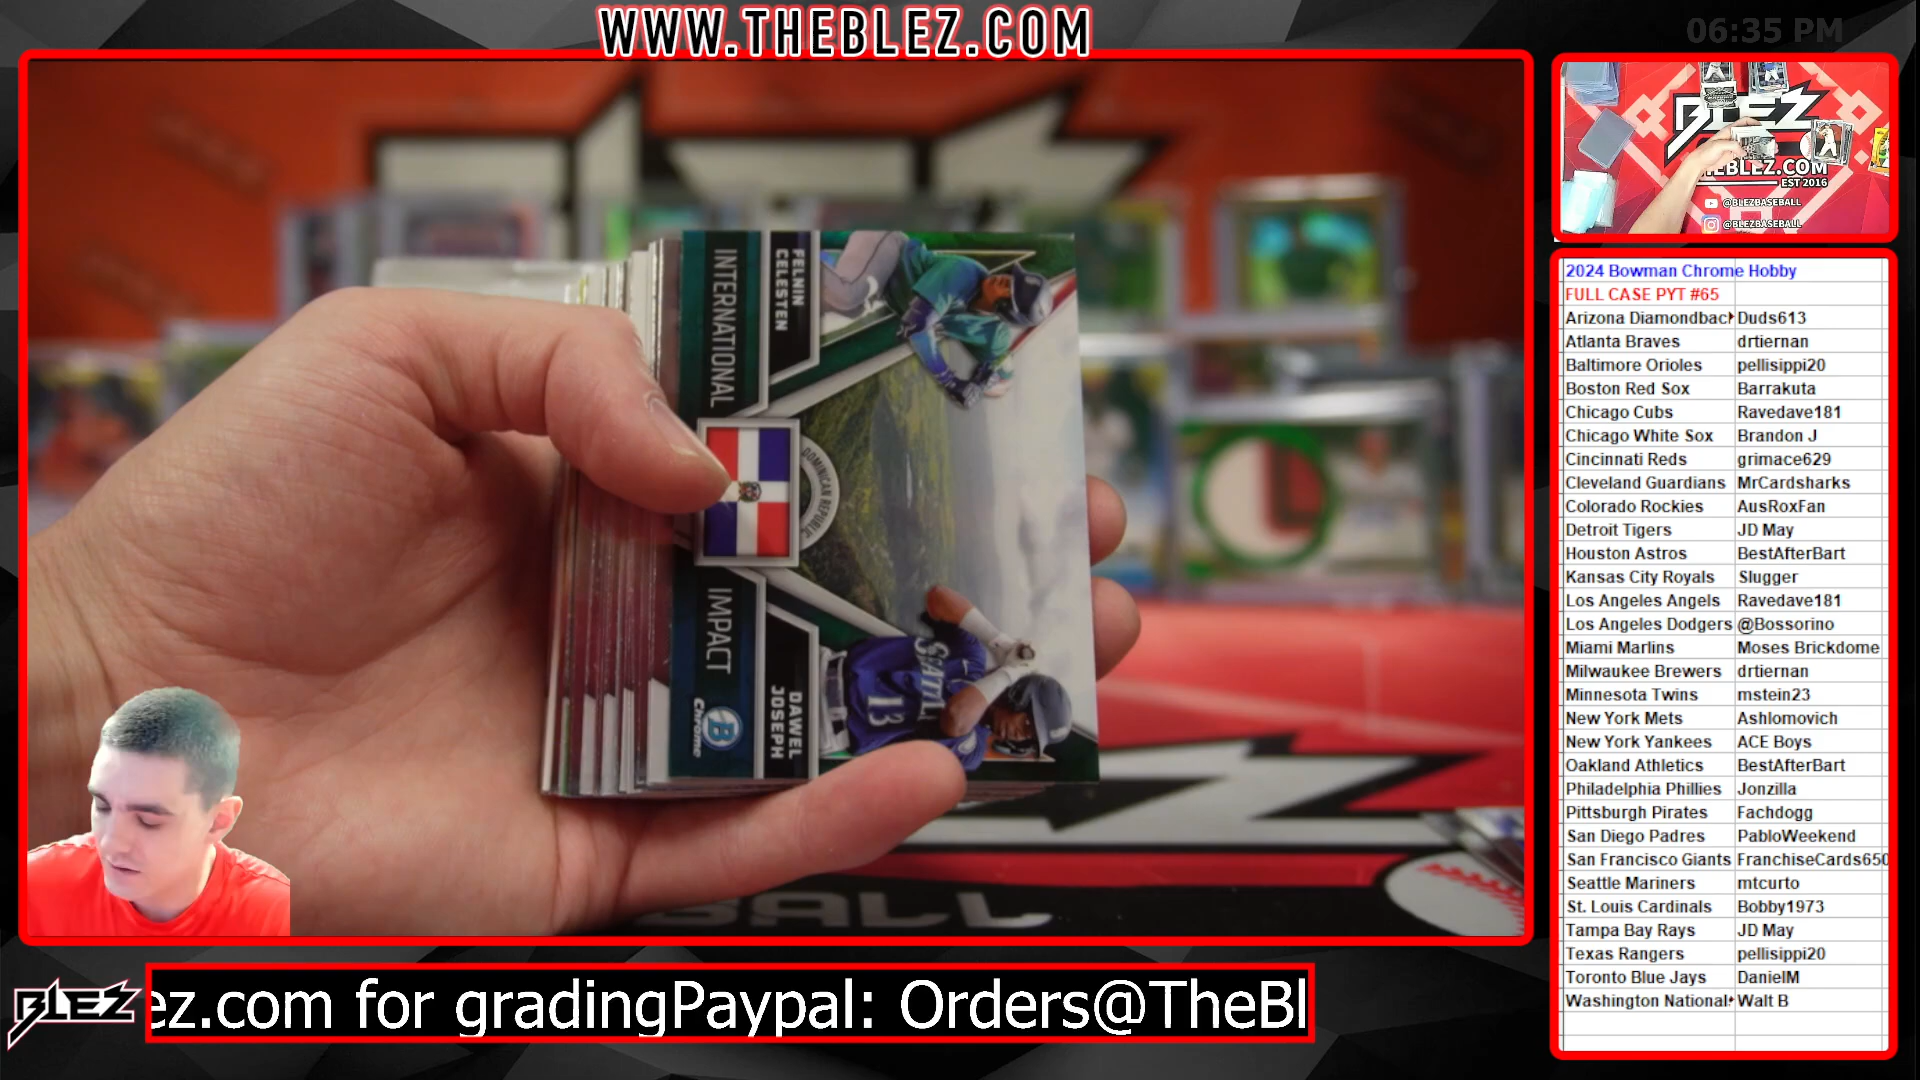 WWW.THEBLEZ.COM
06:35 PM
INTERNATIONAL
IMPACT
FELNIN
CELESTEN
DOMINICAN REPUBLIC
DAWEL
JOSEPH
SEATTL
13
B
Chrome
BALL
BLEZ
THEBLEZ.COM
EST 2016
@BLEZBASEBALL
@BLEZBASEBALL
2024 Bowman Chrome Hobby
FULL CASE PYT #65
Arizona Diamondback Duds613
Atlanta Braves drtiernan
Baltimore Orioles pellisippi20
Boston Red Sox Barrakuta
Chicago Cubs Ravedave181
Chicago White Sox Brandon J
Cincinnati Reds grimace629
Cleveland Guardians MrCardsharks
Colorado Rockies AusRoxFan
Detroit Tigers JD May
Houston Astros BestAfterBart
Kansas City Royals Slugger
Los Angeles Angels Ravedave181
Los Angeles Dodgers @Bossorino
Miami Marlins Moses Brickdome
Milwaukee Brewers drtiernan
Minnesota Twins mstein23
New York Mets Ashlomovich
New York Yankees ACE Boys
Oakland Athletics BestAfterBart
Philadelphia Phillies Jonzilla
Pittsburgh Pirates Fachdogg
San Diego Padres PabloWeekend
San Francisco Giants FranchiseCards650
Seattle Mariners mtcurto
St. Louis Cardinals Bobby1973
Tampa Bay Rays JD May
Texas Rangers pellisippi20
Toronto Blue Jays DanielM
Washington National Walt B
BLEZ
ez.com for gradingPaypal: Orders@TheBl